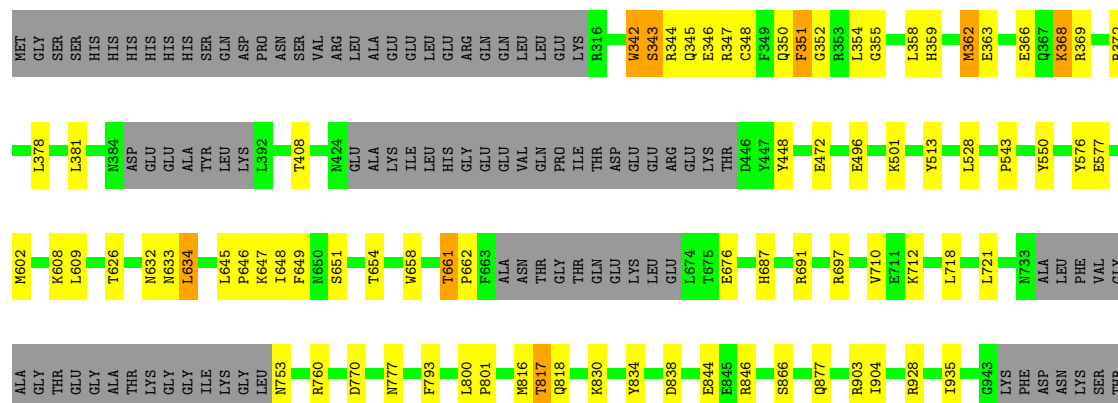 MET GLY SER SER HIS HIS HIS HIS HIS HIS SER GLN ASP PRO ASN SER VAL ARG LEU ALA GLU GLU LEU GLU ARG GLN GLN LEU LEU GLU LYS R316 W342 S343 R344 Q345 E346 R347 C348 F349 Q350 F351 G352 R353 L354 G355 L358 H359 M362 E363 E366 Q367 K368 R369
L378 L381 N384 ASP GLU GLU ALA TYR LEU LYS L392 T408 N424 GLU ALA LYS ILE LEU HIS GLY GLU GLU VAL GLN PRO ILE THR ASP GLU GLU ARG GLU LYS THR D446 Y447 Y448 E472 E496 K501 Y513 L528 P543 Y550 Y576 E577
M602 K608 L609 T626 N632 N633 L634 L645 P646 K647 I648 F649 N650 S651 T654 W658 T661 P662 F663 ALA ASN THR GLY THR GLN GLU LYS LEU GLU L674 T675 E676 H687 R691 R697 V710 E711 K712 L718 L721 N733 ALA LEU PHE VAL GLY
ALA GLY THR GLU GLY ALA THR LYS GLY GLY ILE LYS GLY LEU N753 R760 D770 N777 F793 L800 P801 M816 T817 Q818 K830 Y834 D838 E844 E845 R846 S866 Q877 R903 I904 R928 I935 G943 LYS PHE ASP ASN LYS SER THR